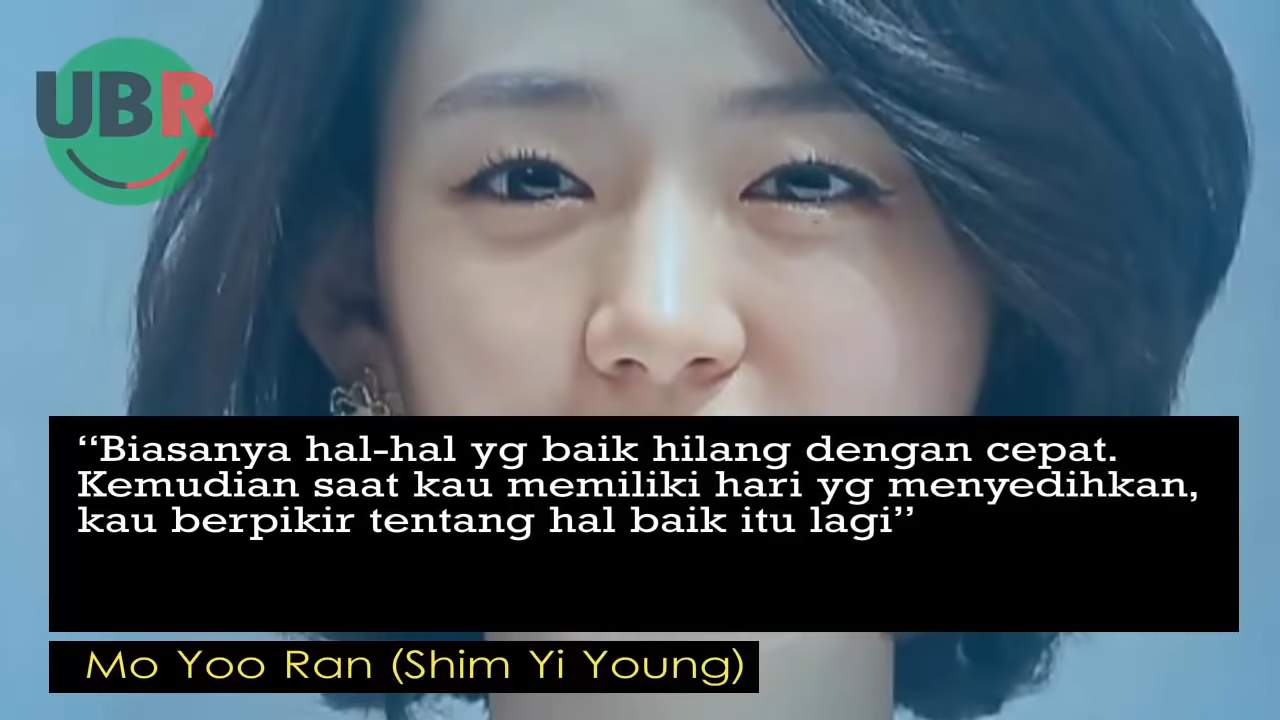 UBR
“Biasanya hal-hal yg baik hilang dengan cepat.
Kemudian saat kau memiliki hari yg menyedihkan,
kau berpikir tentang hal baik itu lagi”
Mo Yoo Ran (Shim Yi Young)